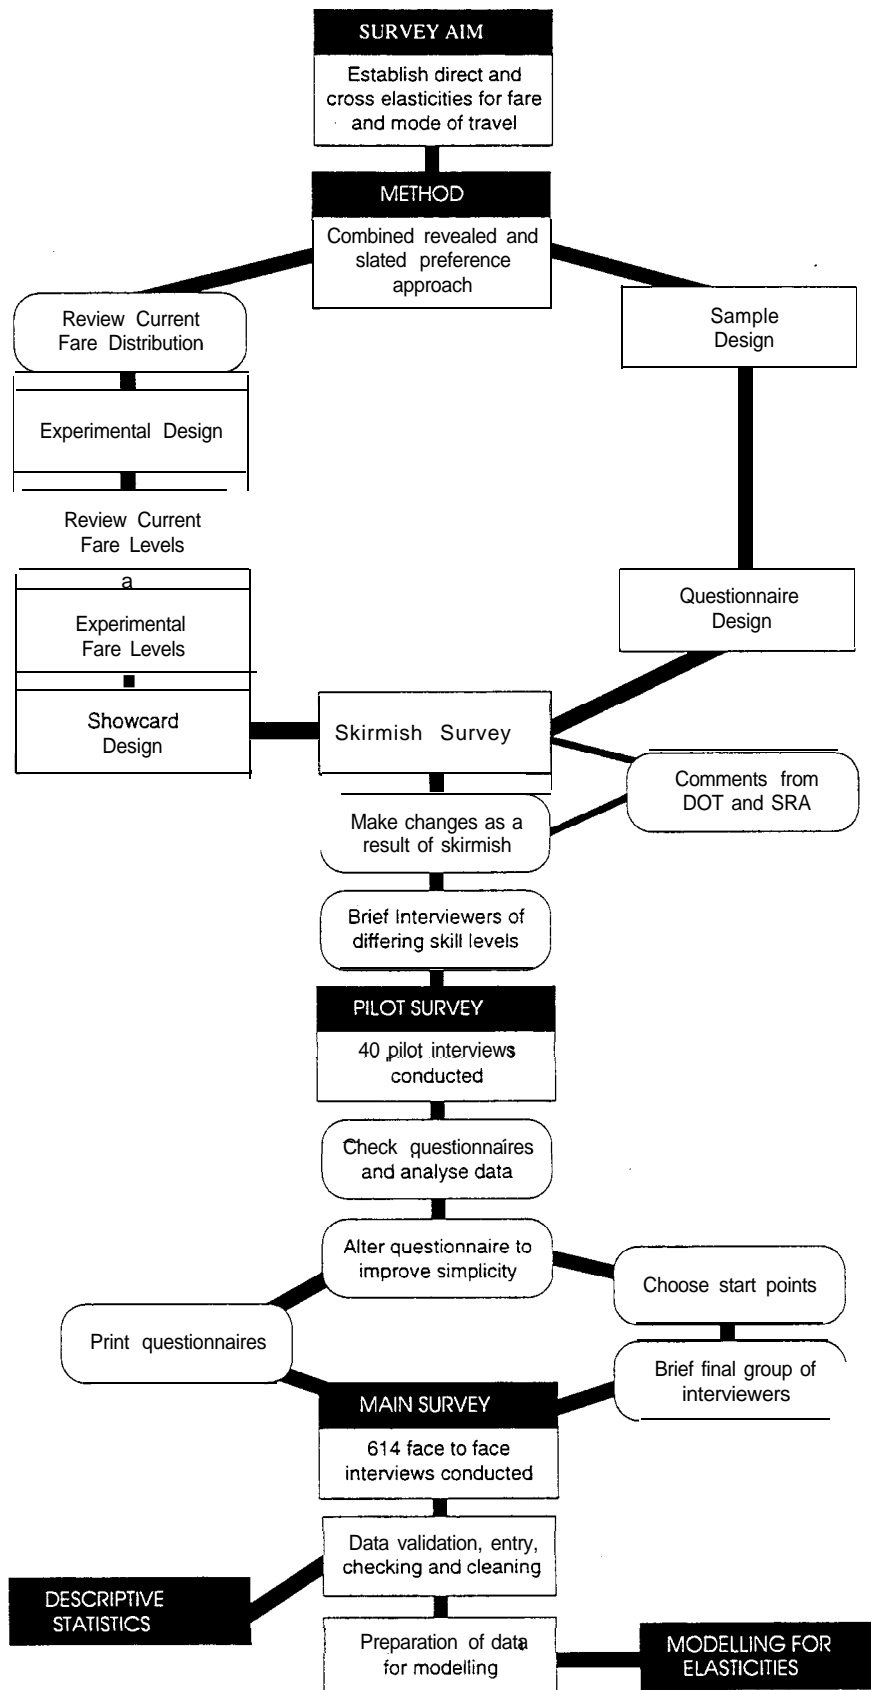 SURVEY AIM
Establish direct and
cross elasticities for fare
and mode of travel
METHOD
Combined revealed and
slated preference
approach
Review Current
Fare Distribution
Sample
Design
Experimental Design
Review Current
Fare Levels
a
Experimental
Fare Levels
Questionnaire
Design
Showcard
Design
Skirmish Survey
Comments from
DOT and SRA
Make changes as a
result of skirmish
Brief Interviewers of
differing skill levels
PILOT SURVEY
40 pilot interviews
conducted
Check questionnaires
and analyse data
Alter questionnaire to
improve simplicity
Choose start points
Print questionnaires
Brief final group of
interviewers
MAIN SURVEY
614 face to face
interviews conducted
Data validation, entry,
checking and cleaning
DESCRIPTIVE
STATISTICS
Preparation of data
for modelling
MODELLING FOR
ELASTICITIES